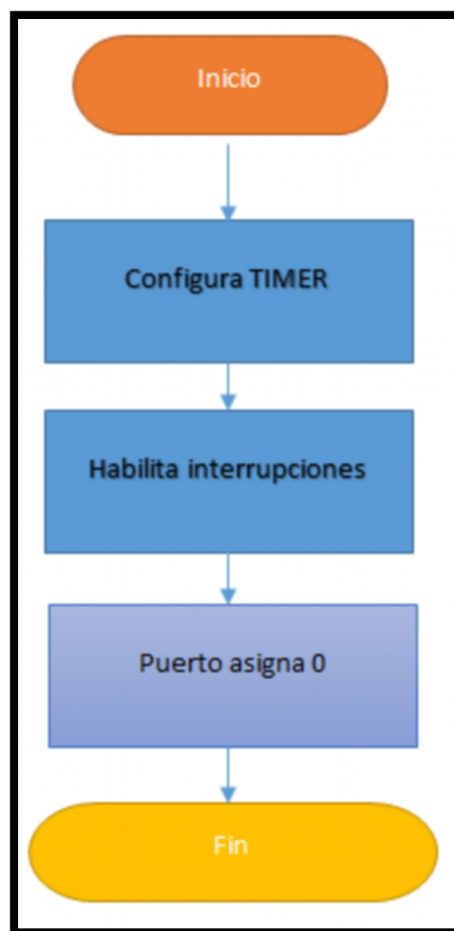 Inicio
Configura TIMER
Habilita interrupciones
Puerto asigna 0
Fin